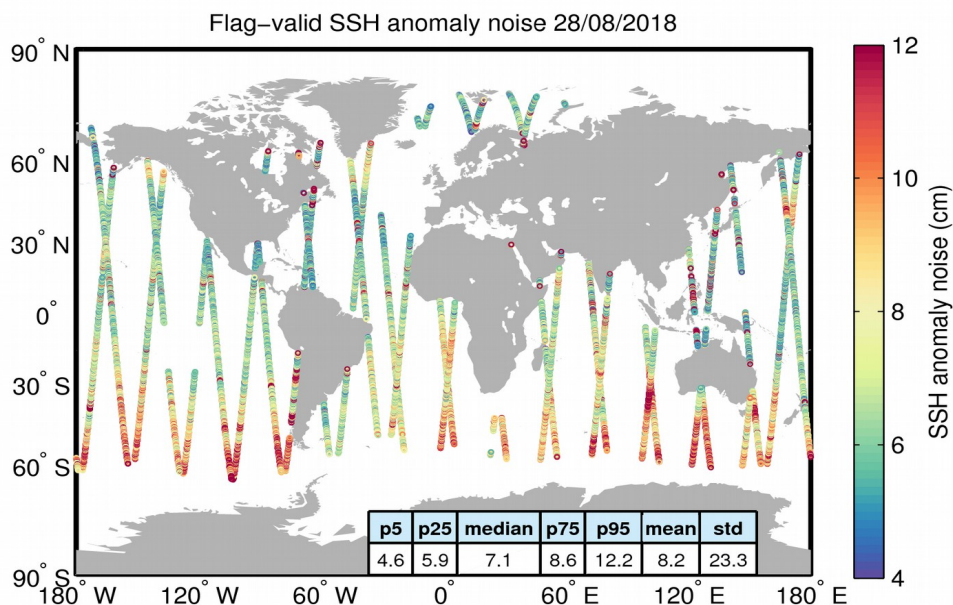 Flag–valid SSH anomaly noise 28/08/2018
90° N
60° N
30° N
0°
30° S
60° S
90° S
180° W 120° W 60° W 0° 60° E 120° E 180° E
p5 p25 median p75 p95 mean std
4.6 5.9 7.1 8.6 12.2 8.2 23.3
12
10
8
6
4
SSH anomaly noise (cm)